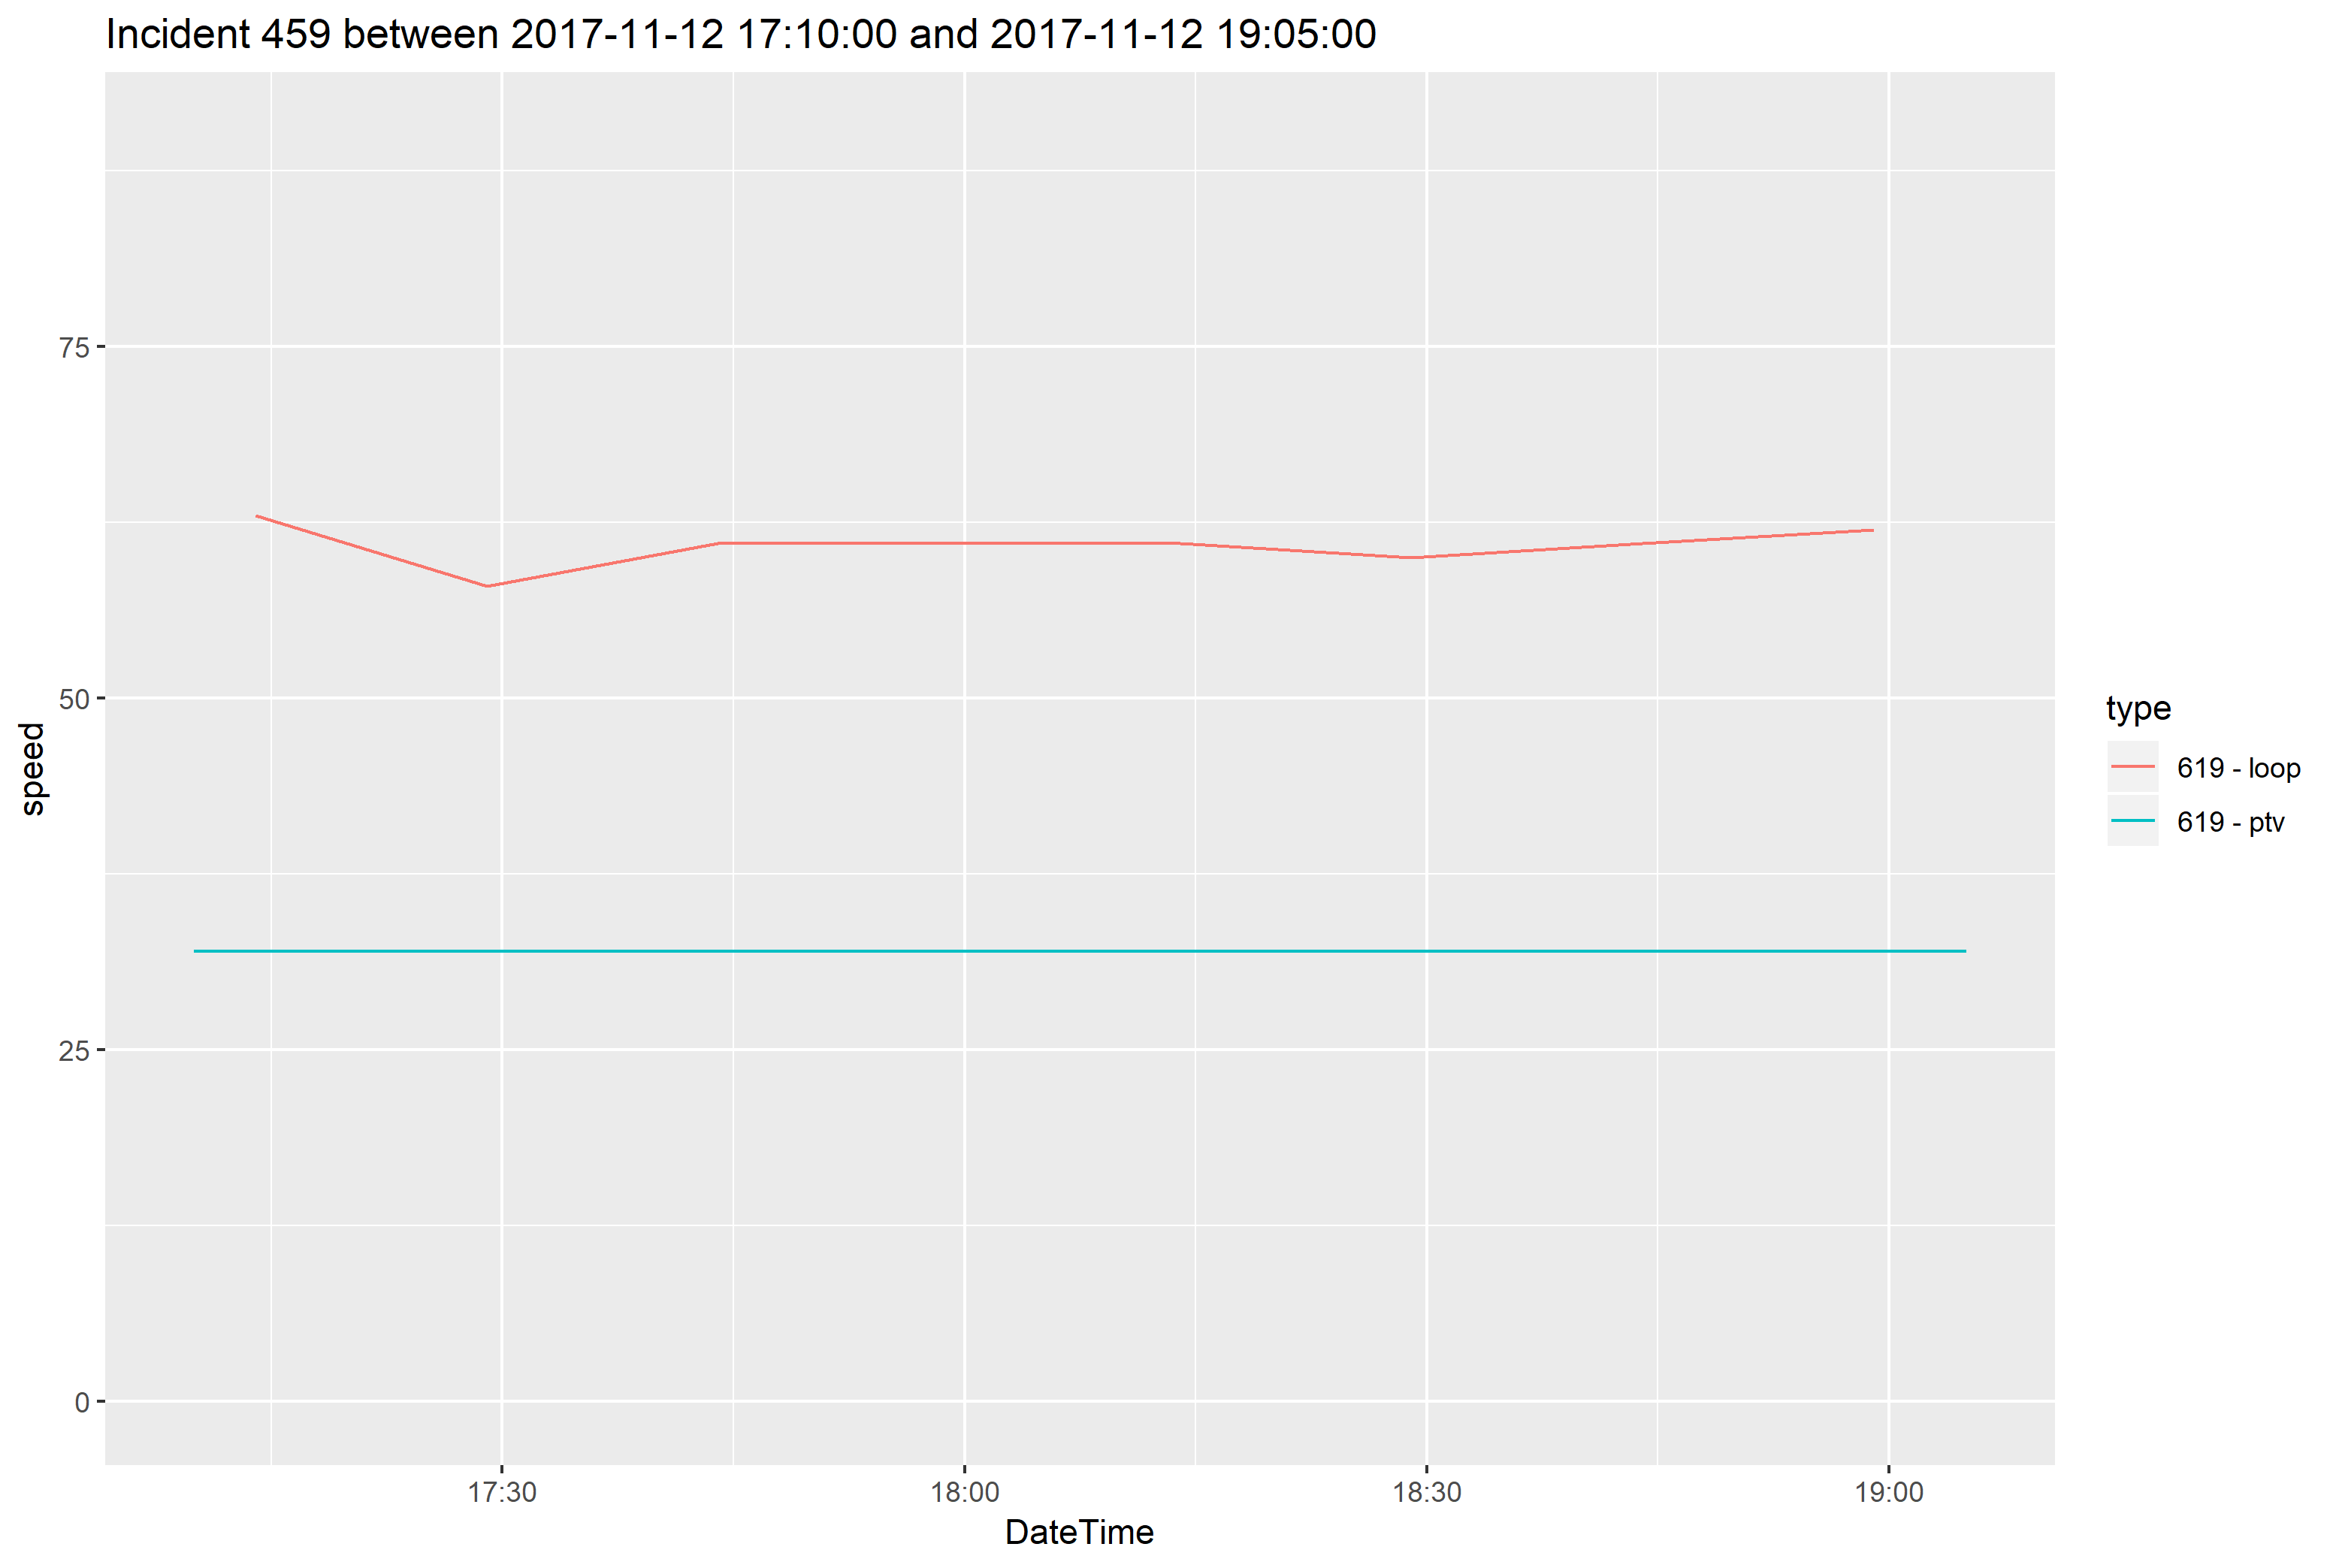 Incident 459 between 2017-11-12 17:10:00 and 2017-11-12 19:05:00
75
50
25
0
speed
17:30 18:00 18:30 19:00
DateTime
type
619 - loop
619 - ptv